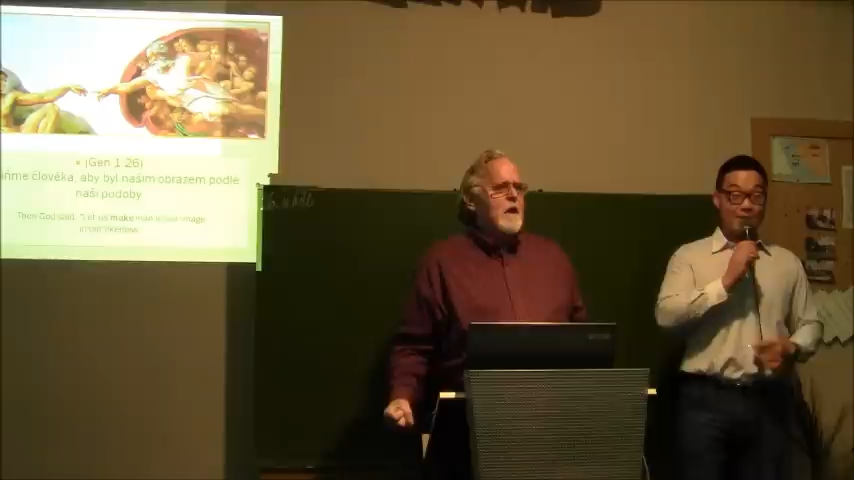 • (Gen 1:26)
člověka, aby byl naším obrazem podle
naší podoby
Then God said, "Let us make man in our image,
in our likeness.